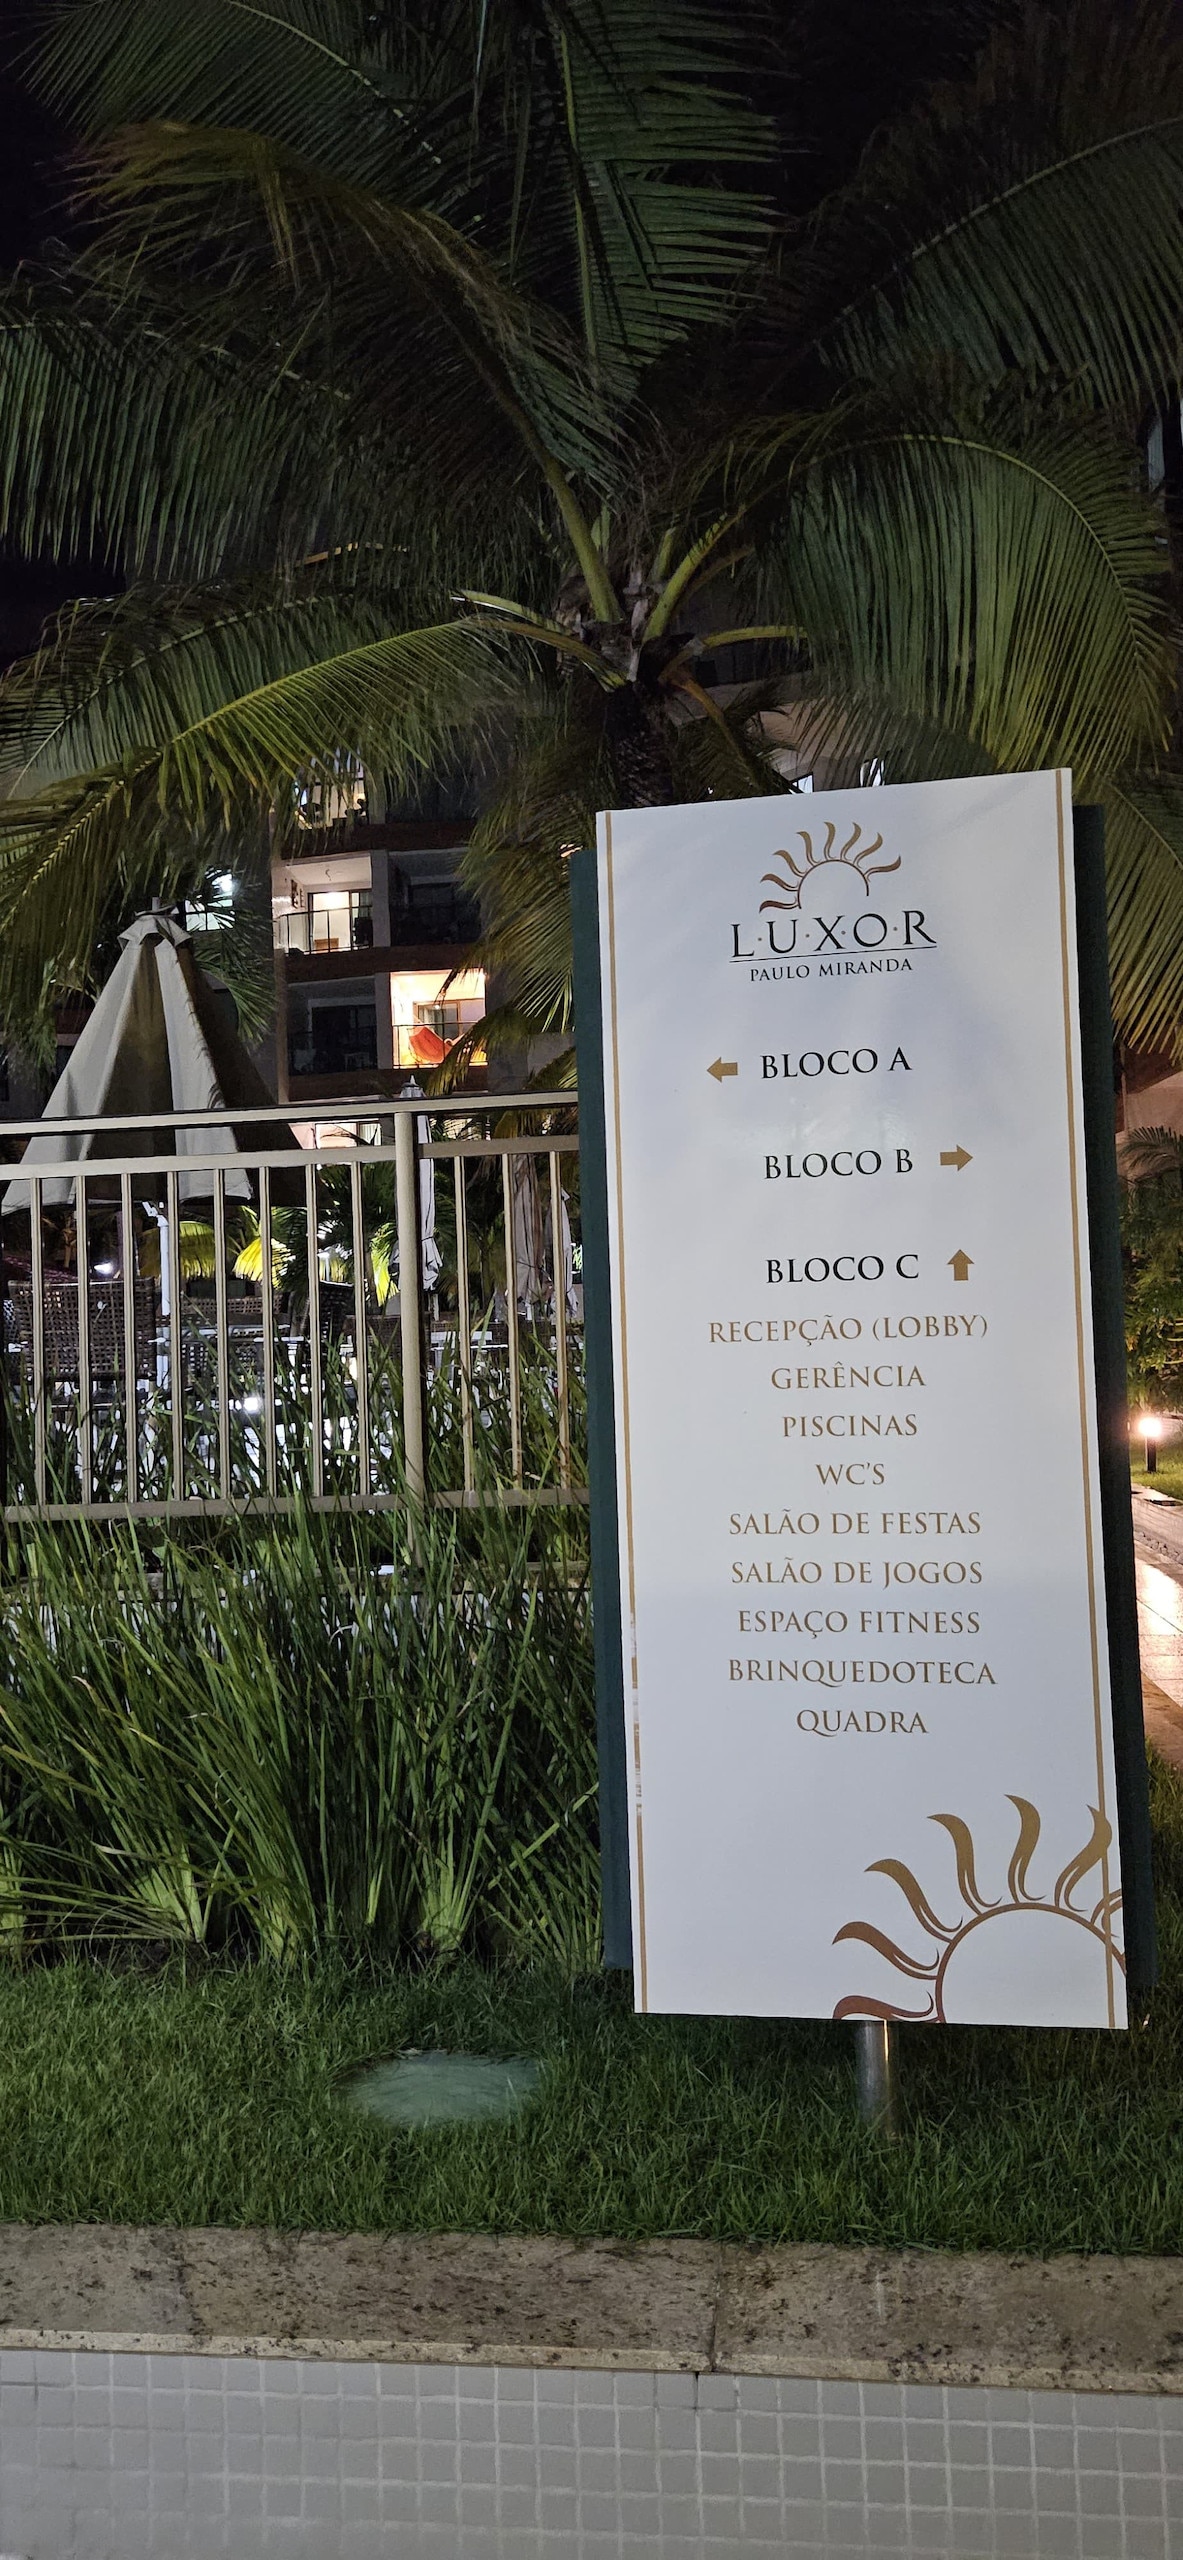 L·U·X·O·R
PAULO MIRANDA
BLOCO A
BLOCO B
BLOCO C
RECEPÇÃO (LOBBY)
GERÊNCIA
PISCINAS
WC'S
SALÃO DE FESTAS
SALÃO DE JOGOS
ESPAÇO FITNESS
BRINQUEDOTECA
QUADRA